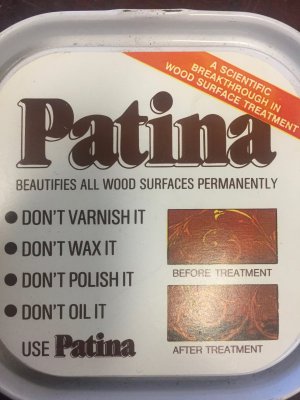 A SCIENTIFIC
BREAKTHROUGH IN
WOOD SURFACE TREATMENT
Patina
BEAUTIFIES ALL WOOD SURFACES PERMANENTLY
● DON'T VARNISH IT
● DON'T WAX IT
● DON'T POLISH IT
● DON'T OIL IT
USE Patina
BEFORE TREATMENT
AFTER TREATMENT